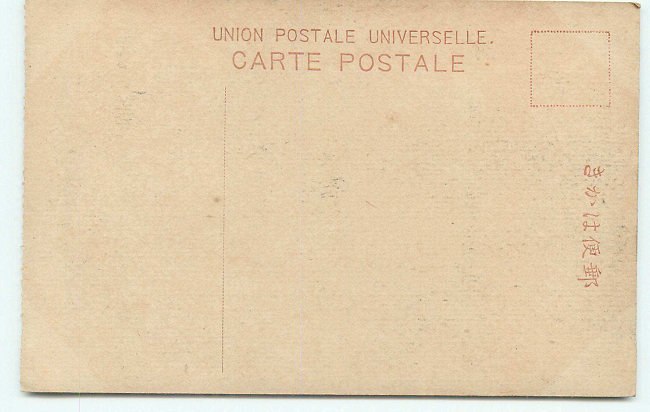 UNION POSTALE UNIVERSELLE.
CARTE POSTALE
郵便はかき